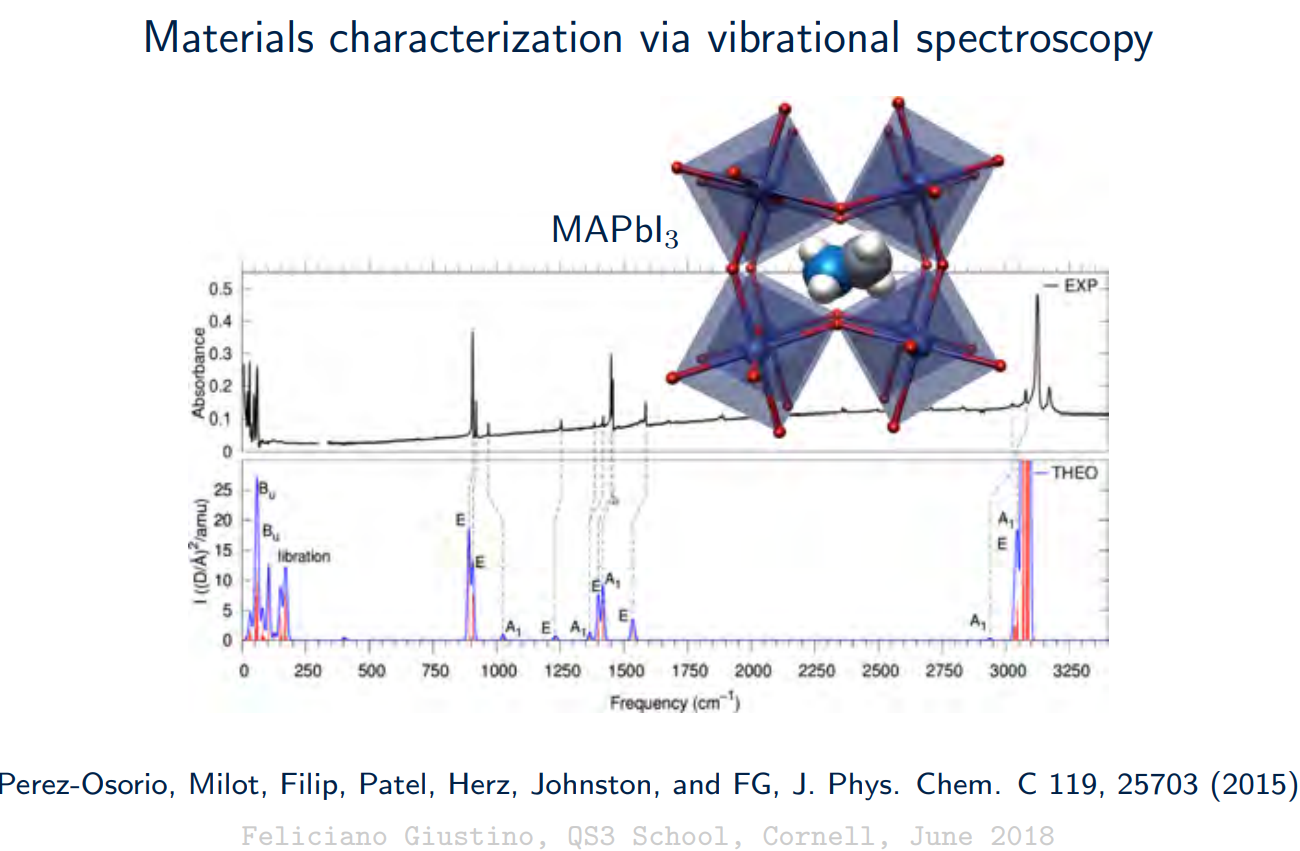 Materials characterization via vibrational spectroscopy
MAPbI₃
EXP
Absorbance
0.5
0.4
0.3
0.2
0.1
0
THEO
I ((D/Å)²/amu)
25
20
15
10
5
0
Bᵤ
Bᵤ
libration
E
E
A₁
E
A₁
E
A₁
E
A₁
A₁
E
0 250 500 750 1000 1250 1500 1750 2000 2250 2500 2750 3000 3250
Frequency (cm⁻¹)
Perez-Osorio, Milot, Filip, Patel, Herz, Johnston, and FG, J. Phys. Chem. C 119, 25703 (2015)
Feliciano Giustino, QS3 School, Cornell, June 2018